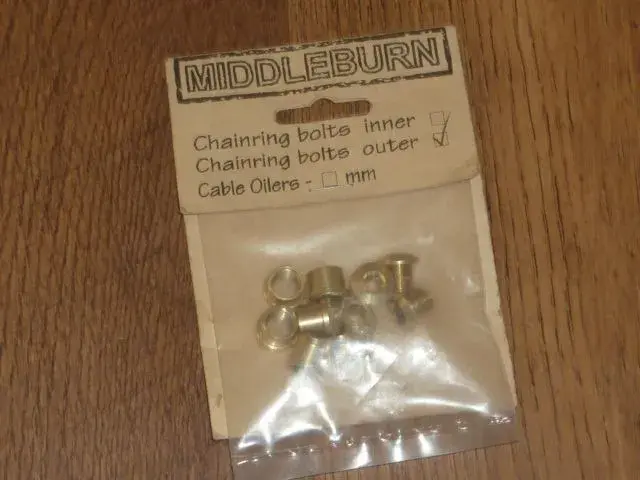 MIDDLEBURN
Chainring bolts inner
Chainring bolts outer
Cable Oilers - mm